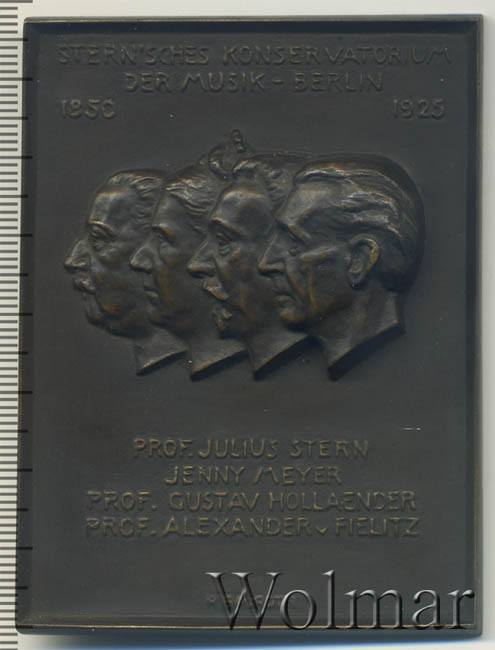 STERN'SCHES KONSERVATORIUM
DER MUSIK - BERLIN
1850 1925
PROF. JULIUS STERN
JENNY MEYER
PROF. GUSTAV HOLLAENDER
PROF. ALEXANDER v FIELITZ
Wolmar